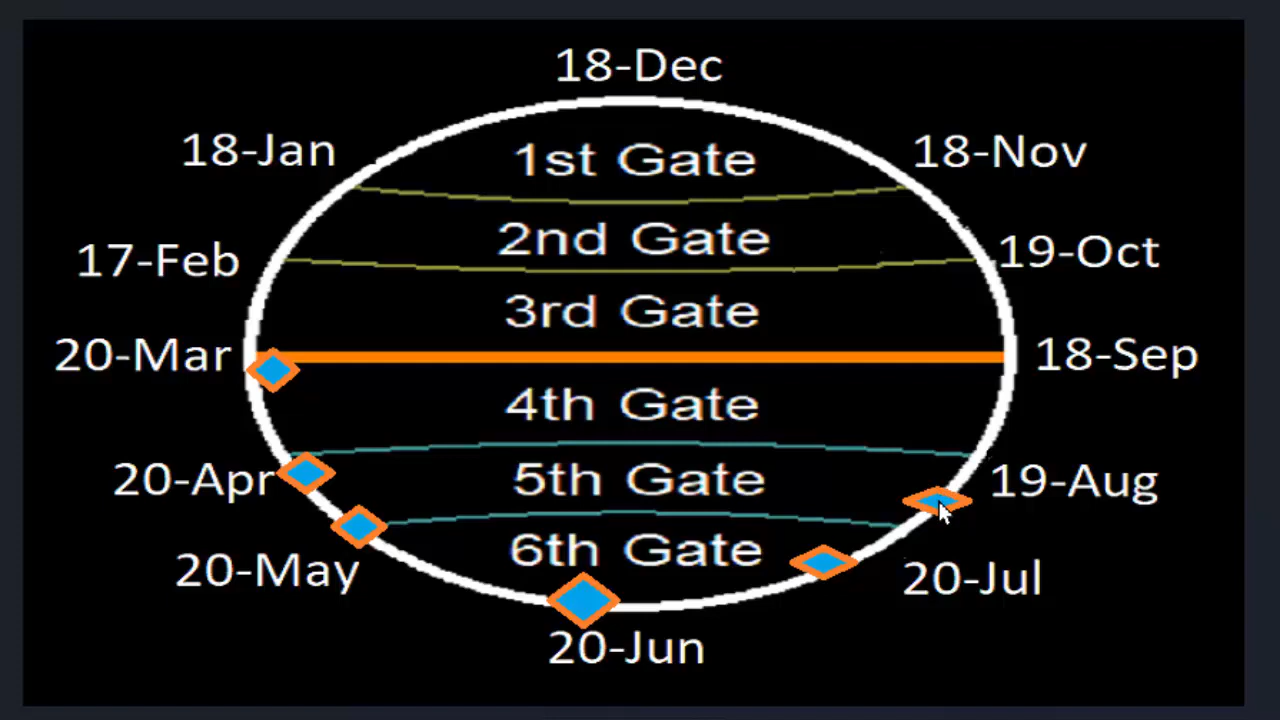 18-Dec
18-Jan
1st Gate
18-Nov
2nd Gate
17-Feb
19-Oct
3rd Gate
20-Mar
18-Sep
4th Gate
20-Apr
5th Gate
19-Aug
6th Gate
20-May
20-Jul
20-Jun